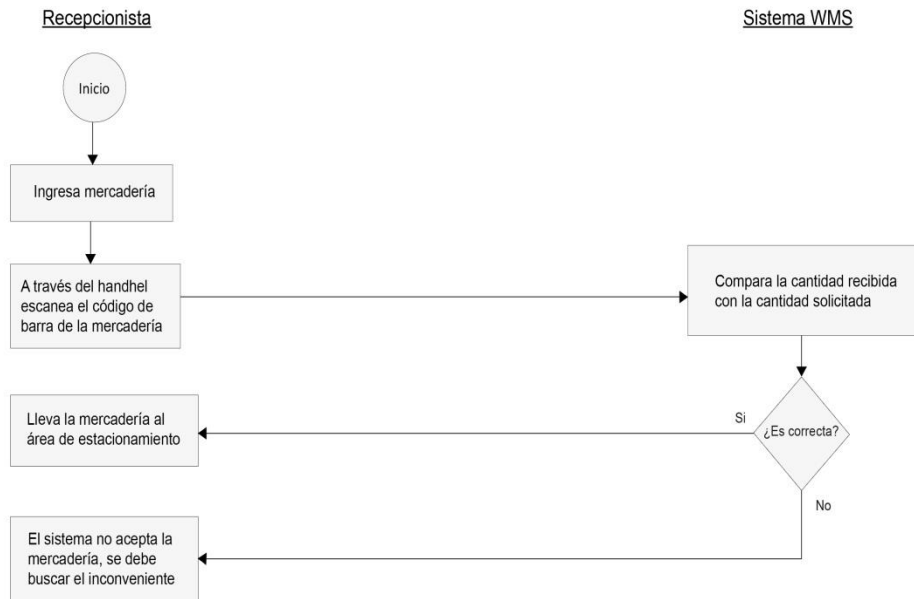 Recepcionista
Sistema WMS
Inicio
Ingresa mercadería
A través del handhel
escanea el código de
barra de la mercadería
Compara la cantidad recibida
con la cantidad solicitada
Lleva la mercadería al
área de estacionamiento
Si
¿Es correcta?
No
El sistema no acepta la
mercadería, se debe
buscar el inconveniente